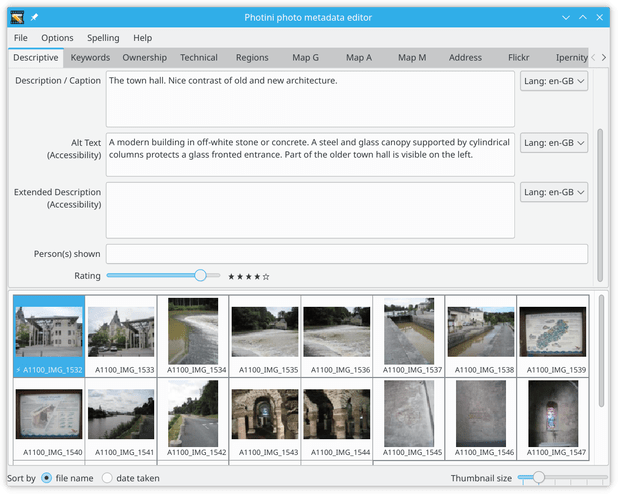 Photini photo metadata editor
File Options Spelling Help
Descriptive Keywords Ownership Technical Regions Map G Map A Map M Address Flickr Ipernity
Description / Caption
The town hall. Nice contrast of old and new architecture.
Lang: en-GB
Alt Text
(Accessibility)
A modern building in off-white stone or concrete. A steel and glass canopy supported by cylindrical
columns protects a glass fronted entrance. Part of the older town hall is visible on the left.
Lang: en-GB
Extended Description
(Accessibility)
Lang: en-GB
Person(s) shown
Rating ★★★★☆
A1100_IMG_1532 A1100_IMG_1533 A1100_IMG_1534 A1100_IMG_1535 A1100_IMG_1536 A1100_IMG_1537 A1100_IMG_1538 A1100_IMG_1539
A1100_IMG_1540 A1100_IMG_1541 A1100_IMG_1542 A1100_IMG_1543 A1100_IMG_1544 A1100_IMG_1545 A1100_IMG_1546 A1100_IMG_1547
Sort by file name date taken Thumbnail size